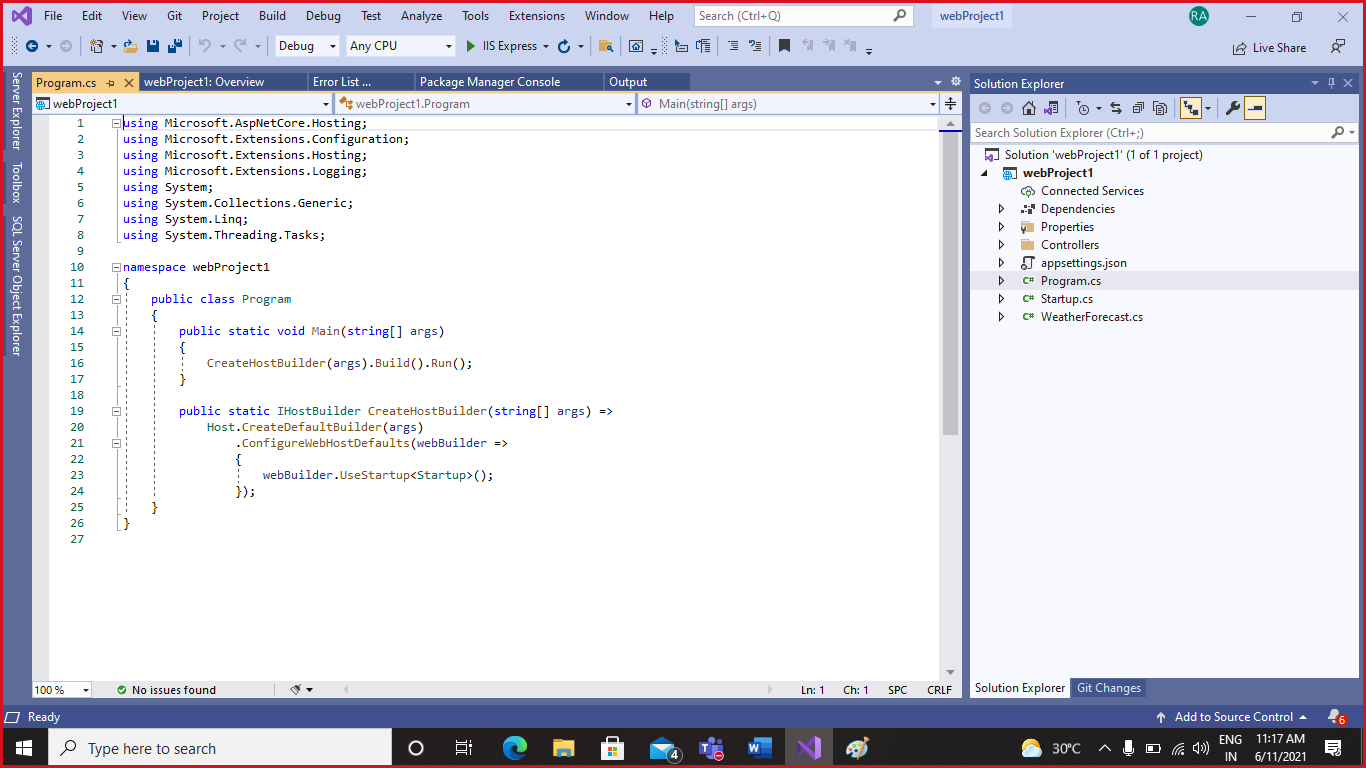 File Edit View Git Project Build Debug Test Analyze Tools Extensions Window Help Search (Ctrl+Q) webProject1 RA
Debug Any CPU IIS Express Live Share
Program.cs webProject1: Overview Error List ... Package Manager Console Output
webProject1 webProject1.Program Main(string[] args)
Server Explorer
Toolbox
SQL Server Object Explorer
1 using Microsoft.AspNetCore.Hosting;
2 using Microsoft.Extensions.Configuration;
3 using Microsoft.Extensions.Hosting;
4 using Microsoft.Extensions.Logging;
5 using System;
6 using System.Collections.Generic;
7 using System.Linq;
8 using System.Threading.Tasks;
9
10 namespace webProject1
11 {
12 public class Program
13 {
14 public static void Main(string[] args)
15 {
16 CreateHostBuilder(args).Build().Run();
17 }
18
19 public static IHostBuilder CreateHostBuilder(string[] args) =>
20 Host.CreateDefaultBuilder(args)
21 .ConfigureWebHostDefaults(webBuilder =>
22 {
23 webBuilder.UseStartup<Startup>();
24 });
25 }
26 }
27
100 % No issues found Ln: 1 Ch: 1 SPC CRLF
Solution Explorer
Search Solution Explorer (Ctrl+;)
Solution 'webProject1' (1 of 1 project)
webProject1
Connected Services
Dependencies
Properties
Controllers
appsettings.json
C# Program.cs
C# Startup.cs
C# WeatherForecast.cs
Solution Explorer Git Changes
Ready Add to Source Control 6
Type here to search 4 30°C ENG IN 11:17 AM 6/11/2021